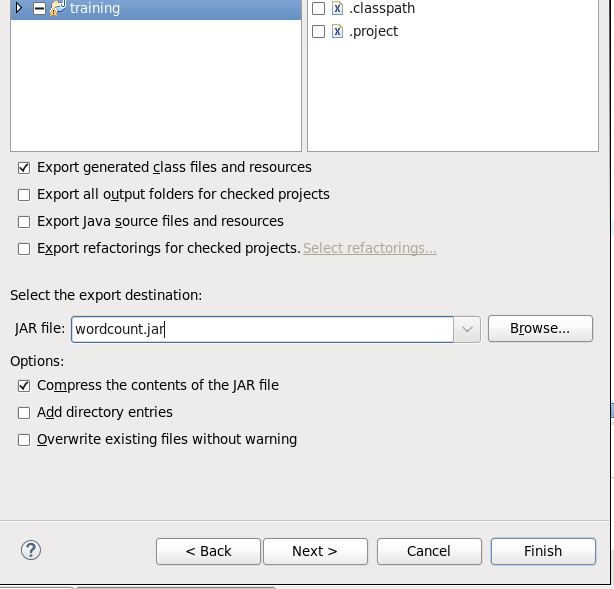 training
.classpath
.project
Export generated class files and resources
Export all output folders for checked projects
Export Java source files and resources
Export refactorings for checked projects. Select refactorings...
Select the export destination:
JAR file: wordcount.jar Browse...
Options:
Compress the contents of the JAR file
Add directory entries
Overwrite existing files without warning
? < Back Next > Cancel Finish